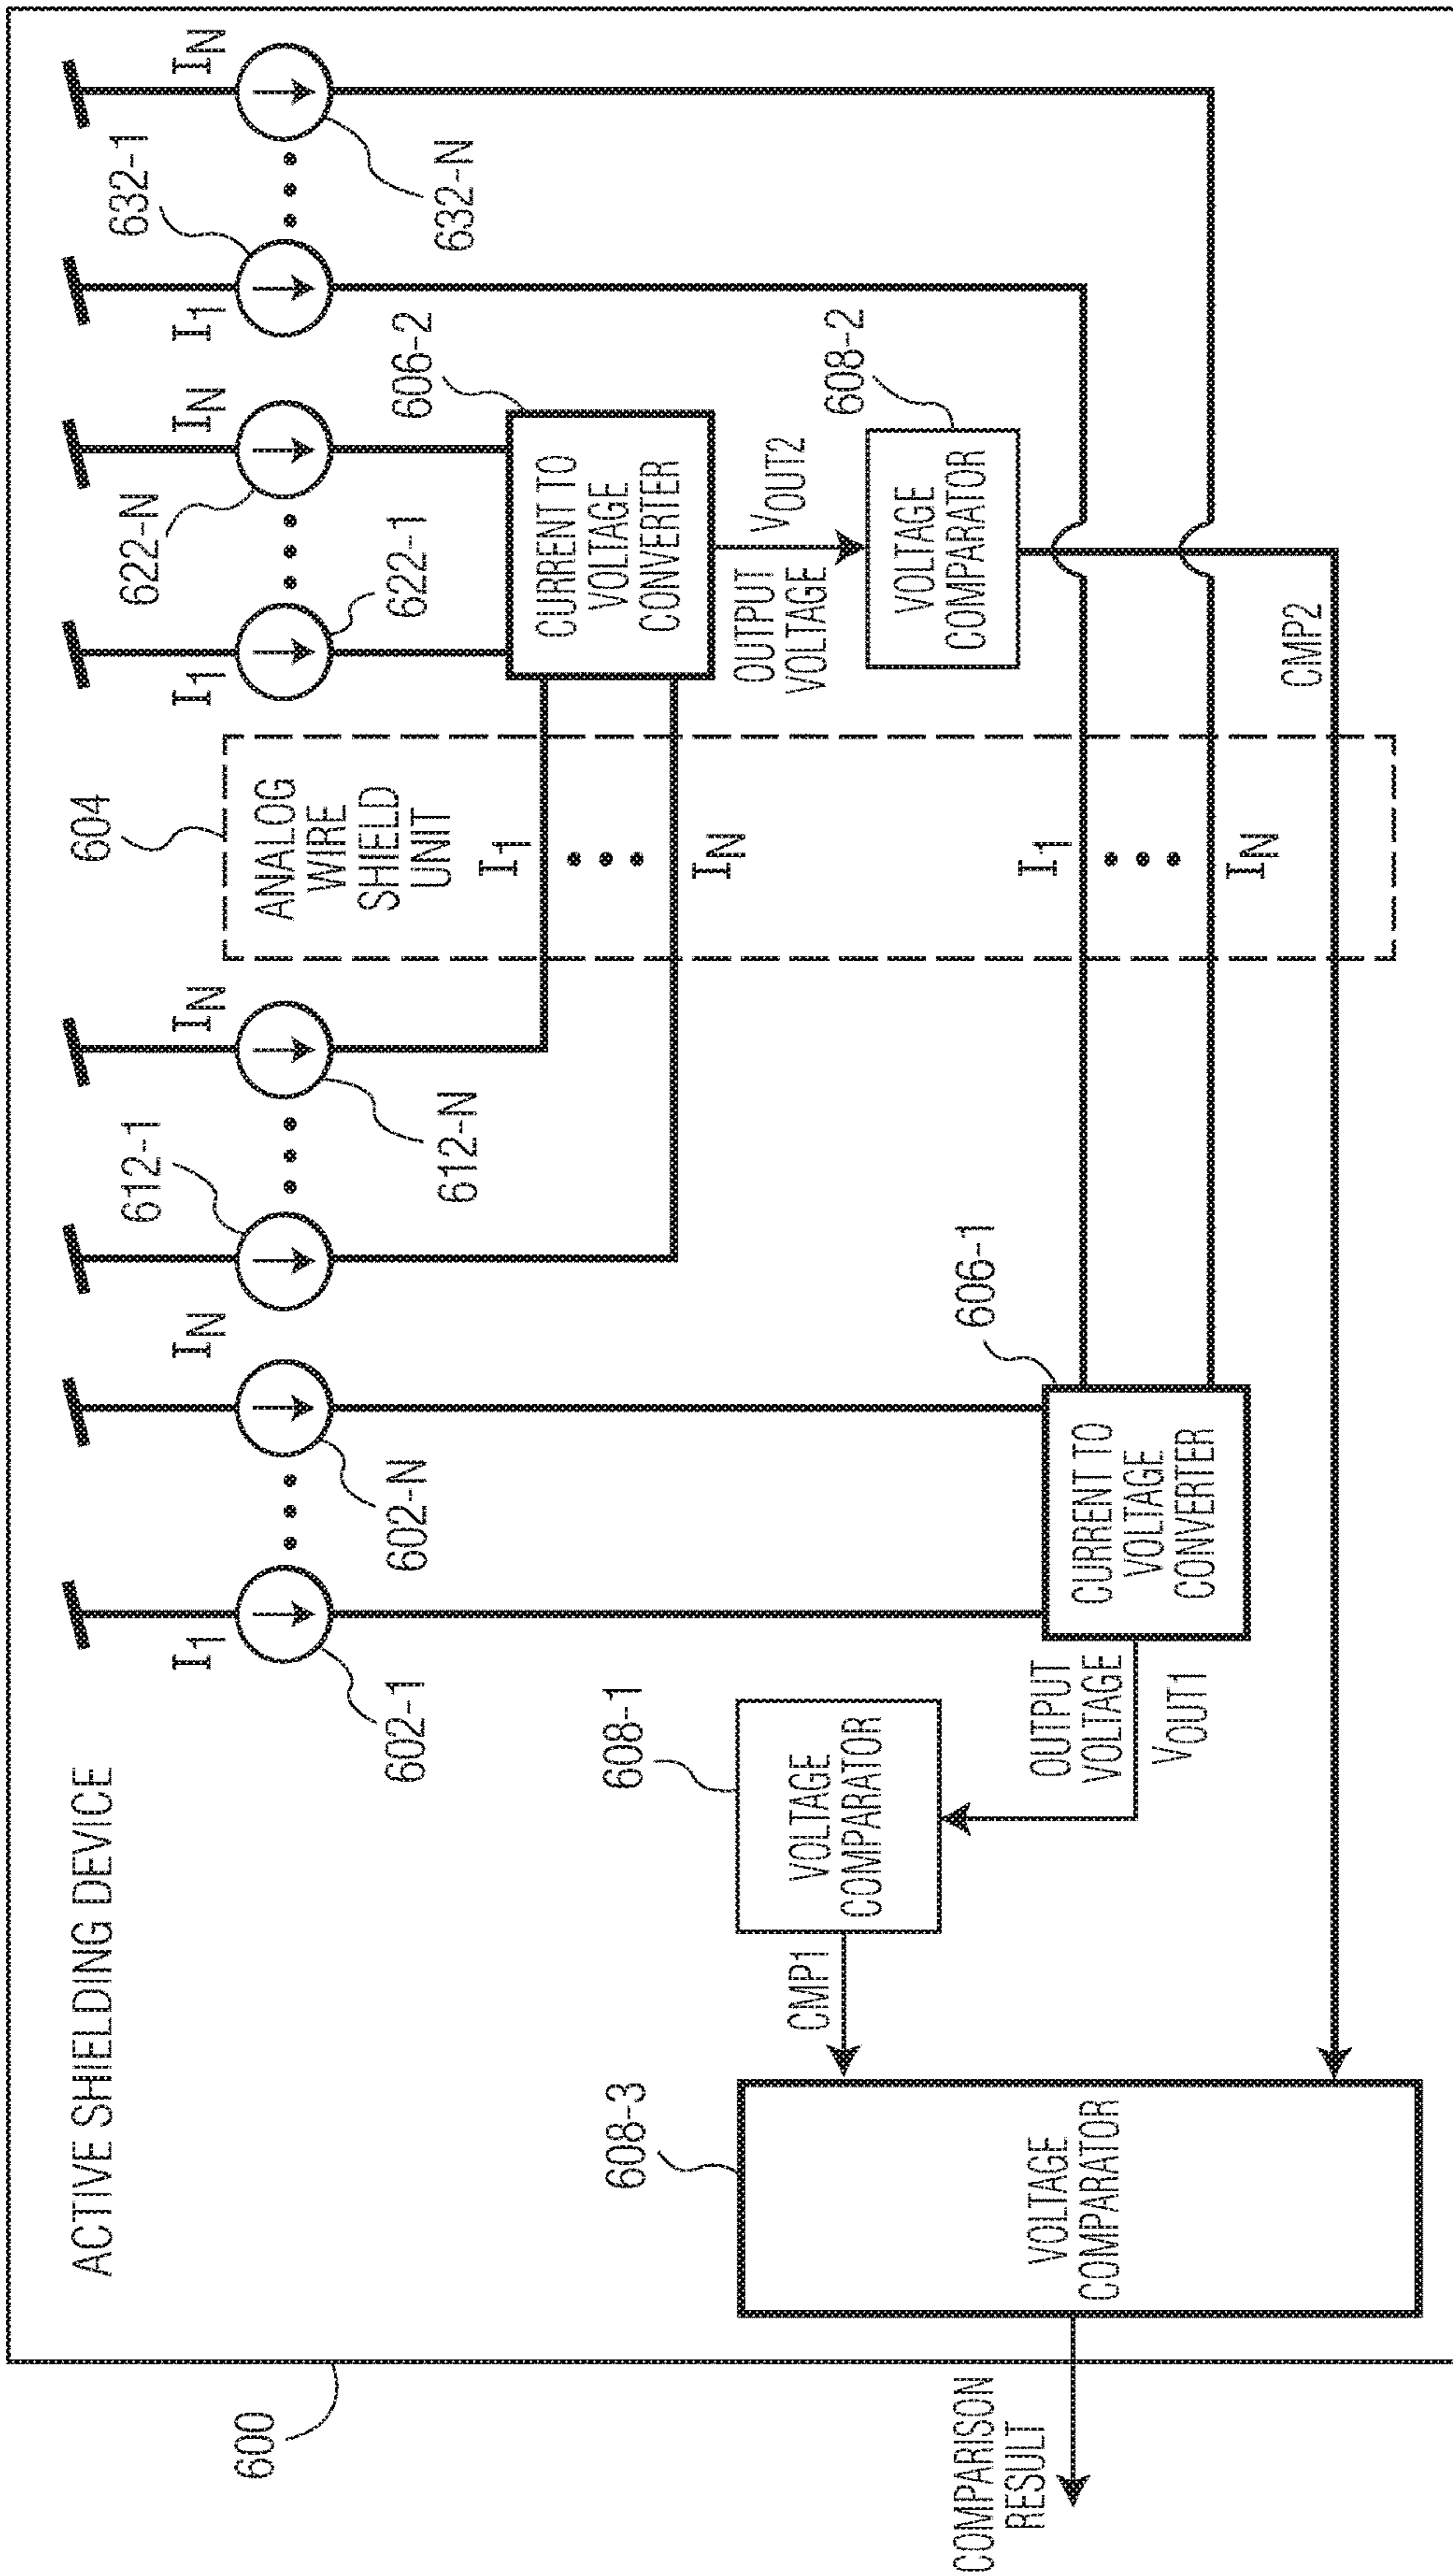 ACTIVE SHIELDING DEVICE
600
I1
602-1
IN
602-N
IN
612-1
IN
612-N
604
ANALOG
WIRE
SHIELD
UNIT
I1
IN
I1
IN
I1
622-1
IN
622-N
I1
632-1
IN
632-N
606-2
CURRENT TO
VOLTAGE
CONVERTER
OUTPUT
VOLTAGE
VOUT2
608-2
VOLTAGE
COMPARATOR
CMP2
606-1
CURRENT TO
VOLTAGE
CONVERTER
OUTPUT
VOLTAGE
VOUT1
608-1
VOLTAGE
COMPARATOR
CMP1
608-3
VOLTAGE
COMPARATOR
COMPARISON
RESULT